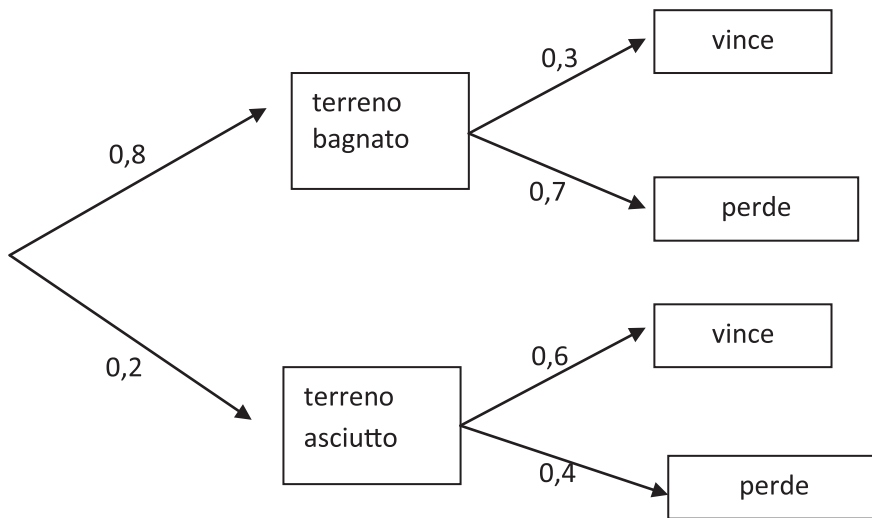 vince
0,3
terreno
bagnato
0,8
0,7
perde
vince
0,6
0,2
terreno
asciutto
0,4
perde